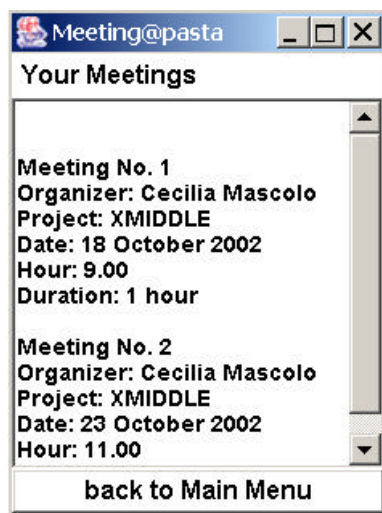 Meeting@pasta
Your Meetings
Meeting No. 1
Organizer: Cecilia Mascolo
Project: XMIDDLE
Date: 18 October 2002
Hour: 9.00
Duration: 1 hour
Meeting No. 2
Organizer: Cecilia Mascolo
Project: XMIDDLE
Date: 23 October 2002
Hour: 11.00
back to Main Menu